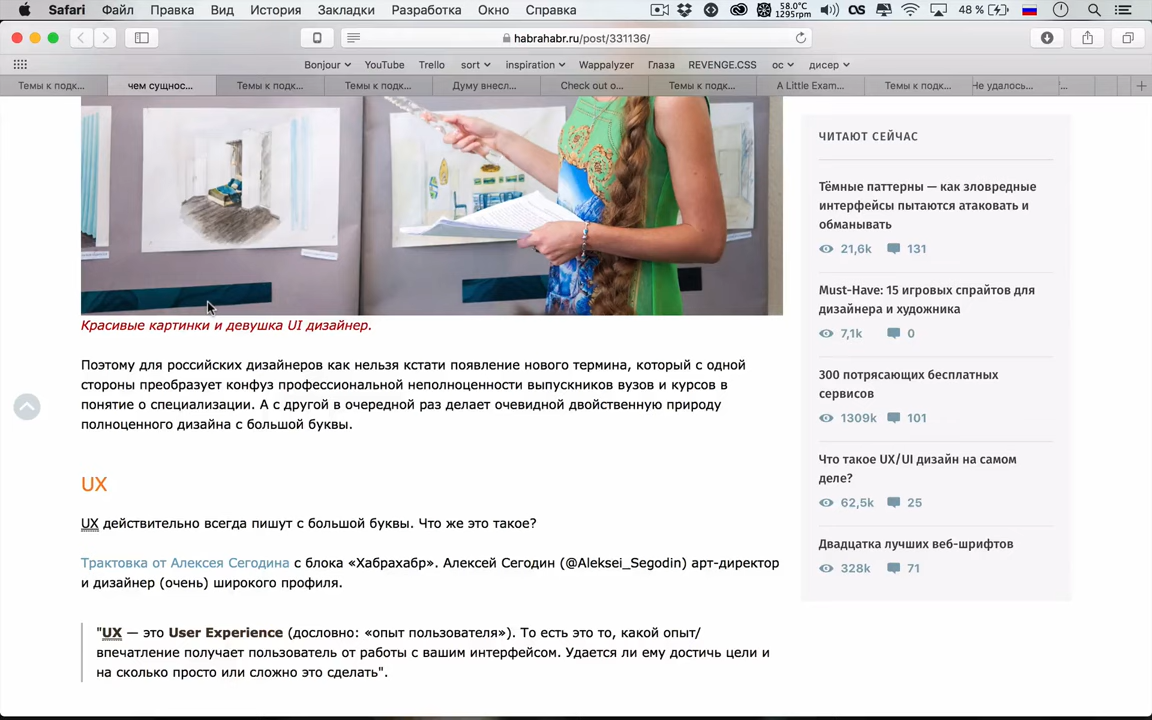 Safari Файл Правка Вид История Закладки Разработка Окно Справка 58.0°C 1295rpm 48 %
habrahabr.ru/post/331136/
Bonjour YouTube Trello sort inspiration Wappalyzer Глаза REVENGE.CSS ос дисер
Темы к подк... чем сущнос... Темы к подк... Темы к подк... Думу внесл... Check out o... Темы к подк... A Little Exam... Темы к подк... Не удалось...
Красивые картинки и девушка UI дизайнер.
Поэтому для российских дизайнеров как нельзя кстати появление нового термина, который с одной
стороны преобразует конфуз профессиональной неполноценности выпускников вузов и курсов в
понятие о специализации. А с другой в очередной раз делает очевидной двойственную природу
полноценного дизайна с большой буквы.
UX
UX действительно всегда пишут с большой буквы. Что же это такое?
Трактовка от Алексея Сегодина с блока «Хабрахабр». Алексей Сегодин (@Aleksei_Segodin) арт-директор
и дизайнер (очень) широкого профиля.
"UX — это User Experience (дословно: «опыт пользователя»). То есть это то, какой опыт/
впечатление получает пользователь от работы с вашим интерфейсом. Удается ли ему достичь цели и
на сколько просто или сложно это сделать".
ЧИТАЮТ СЕЙЧАС
Тёмные паттерны — как зловредные
интерфейсы пытаются атаковать и
обманывать
21,6k 131
Must-Have: 15 игровых спрайтов для
дизайнера и художника
7,1k 0
300 потрясающих бесплатных
сервисов
1309k 101
Что такое UX/UI дизайн на самом
деле?
62,5k 25
Двадцатка лучших веб-шрифтов
328k 71